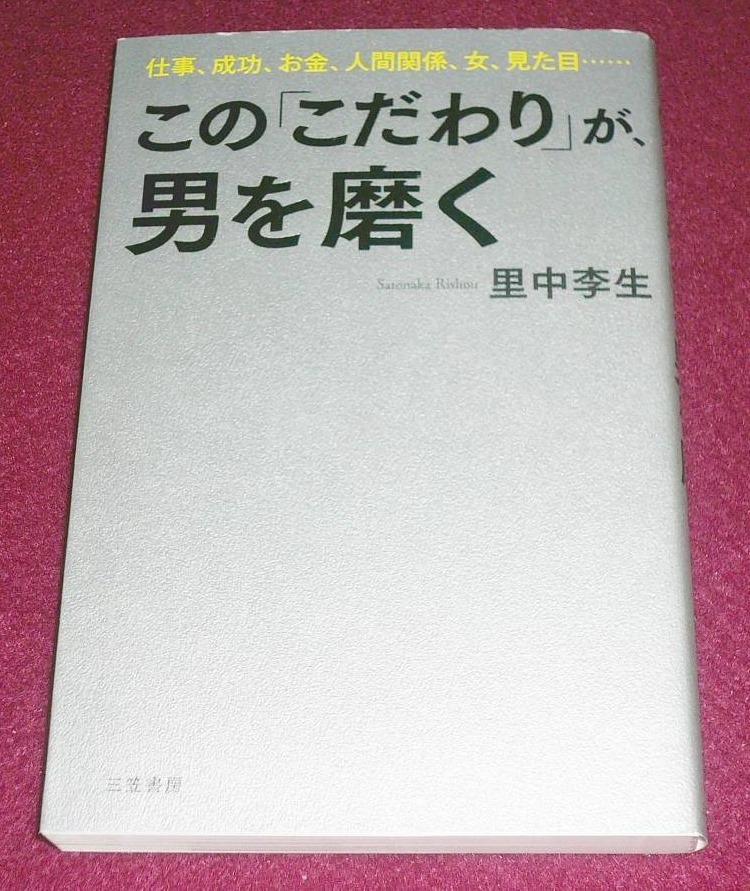 仕事、成功、お金、人間関係、女、見た目……
この「こだわり」が、
男を磨く
Satonaka Rishou 里中李生
三笠書房